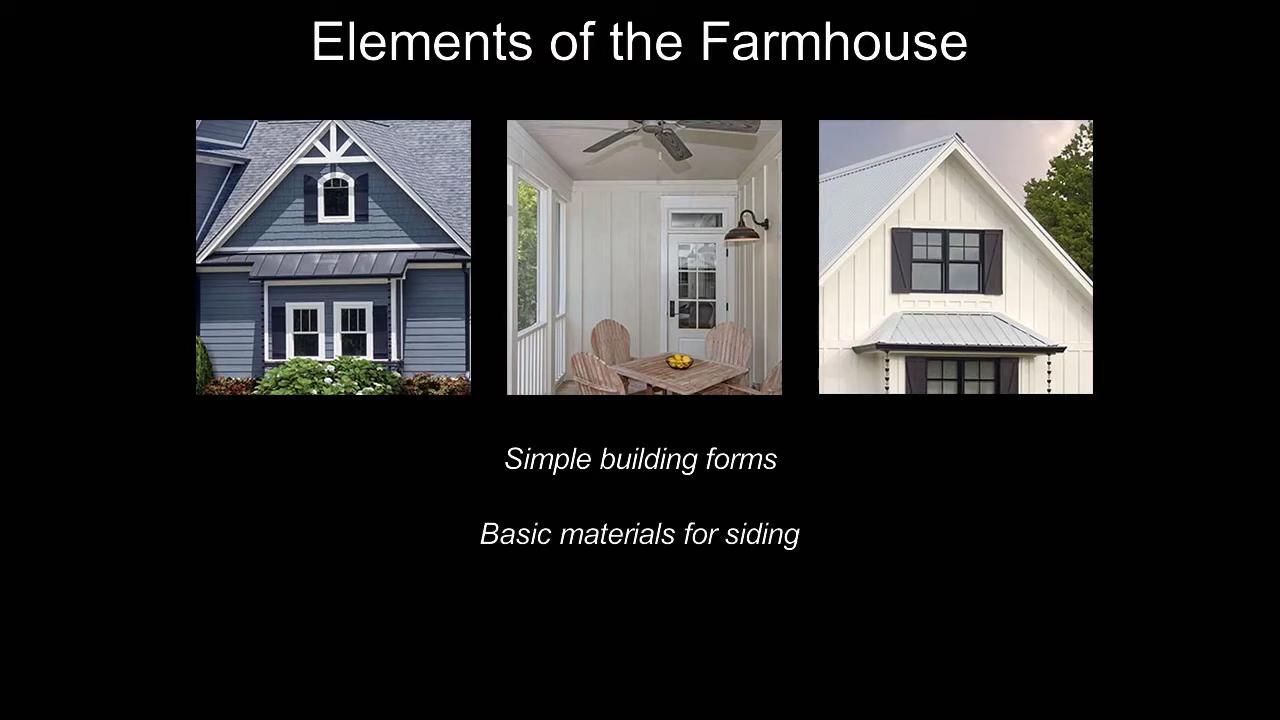 Elements of the Farmhouse
Simple building forms
Basic materials for siding